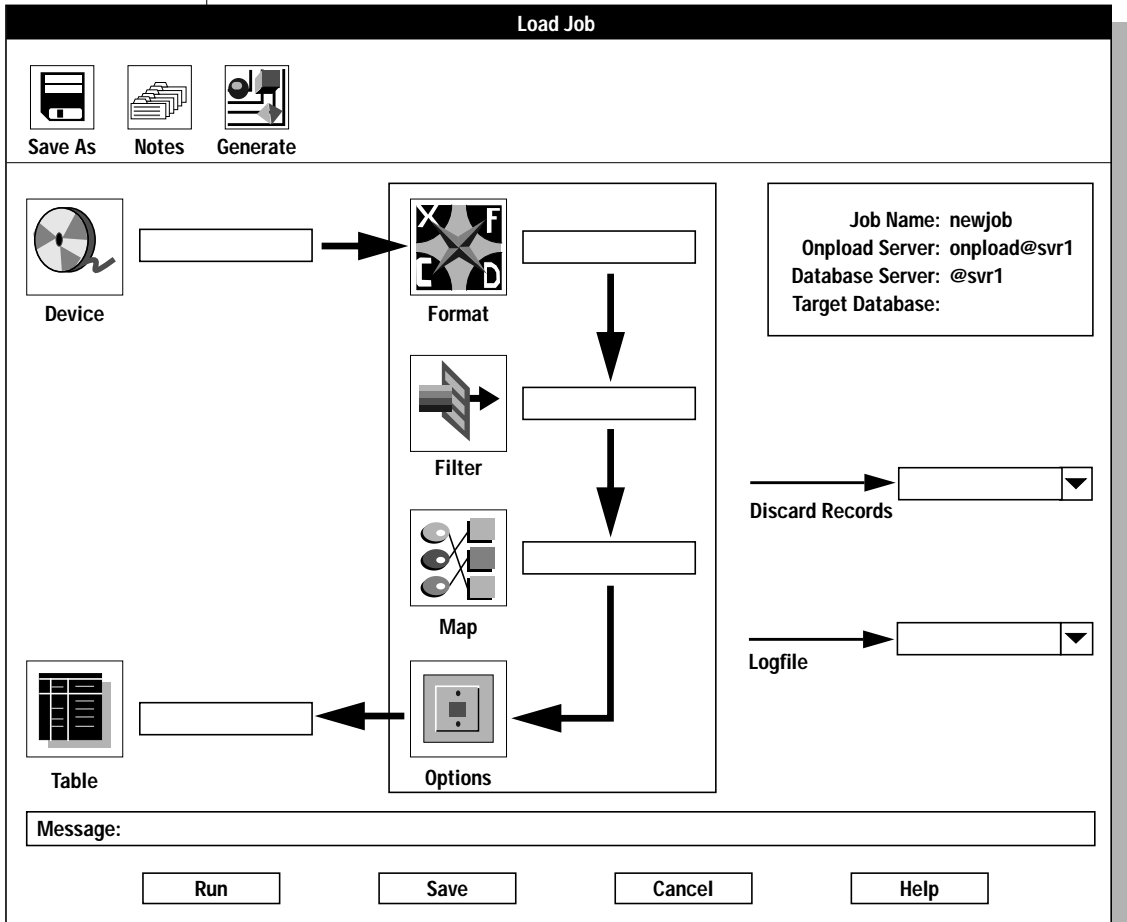 Load Job
Save As
Notes
Generate
Device
X F
C D
Format
Job Name: newjob
Onpload Server: onpload@svr1
Database Server: @svr1
Target Database:
Filter
Discard Records
Map
Logfile
Table
Options
Message:
Run
Save
Cancel
Help